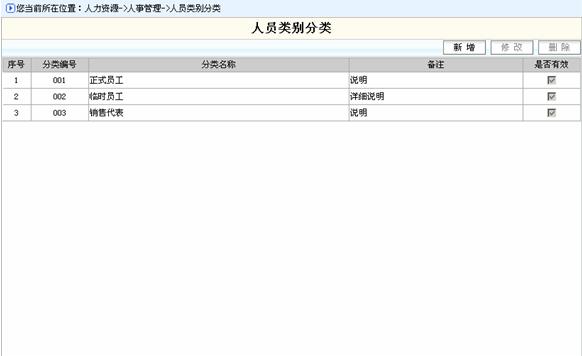 您当前所在位置：人力资源->人事管理->人员类别分类
人员类别分类
新增 修改 删除
序号 分类编号 分类名称 备注 是否有效
1 001 正式员工 说明
2 002 临时员工 详细说明
3 003 销售代表 说明